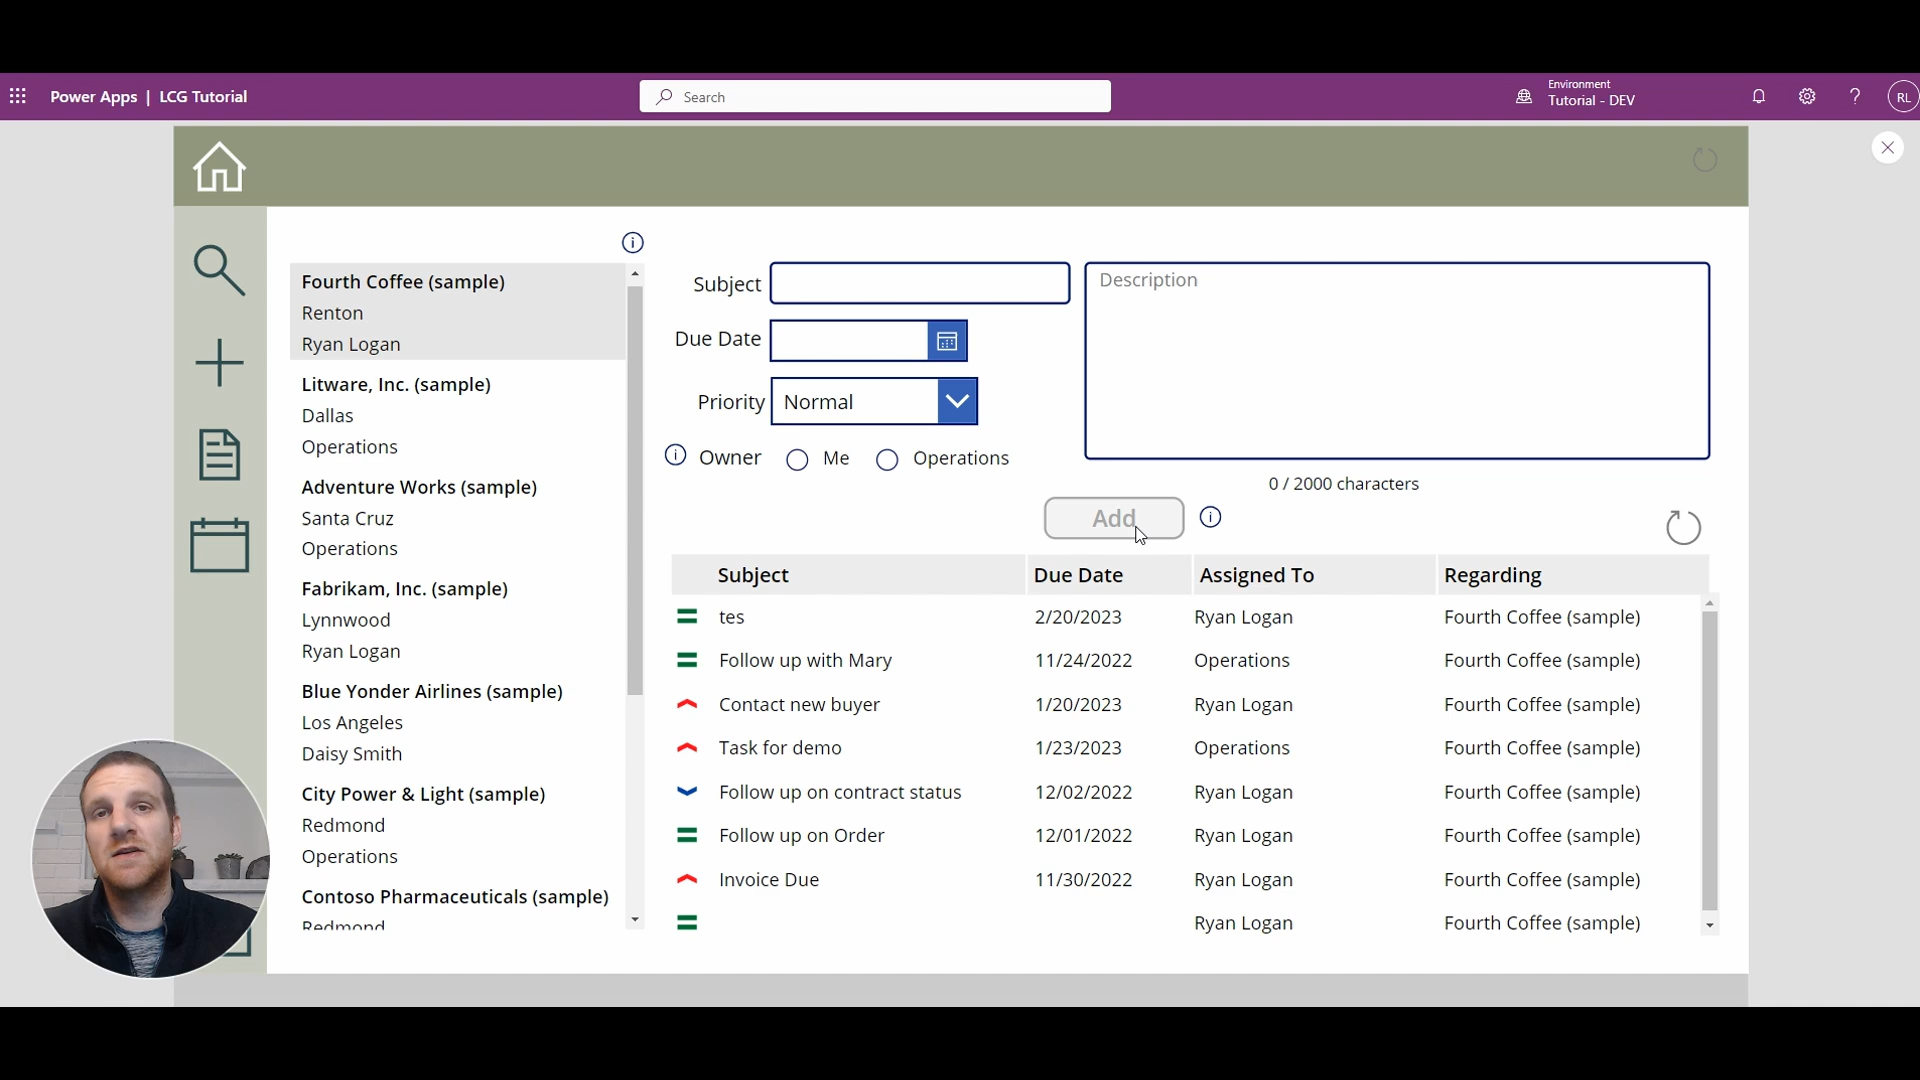 Power Apps | LCG Tutorial
Search
Environment
Tutorial - DEV
?
RL
Fourth Coffee (sample)
Renton
Ryan Logan
Litware, Inc. (sample)
Dallas
Operations
Adventure Works (sample)
Santa Cruz
Operations
Fabrikam, Inc. (sample)
Lynnwood
Ryan Logan
Blue Yonder Airlines (sample)
Los Angeles
Daisy Smith
City Power & Light (sample)
Redmond
Operations
Contoso Pharmaceuticals (sample)
Redmond
Subject
Due Date
Priority Normal
Owner Me Operations
Description
0 / 2000 characters
Add
Subject Due Date Assigned To Regarding
tes 2/20/2023 Ryan Logan Fourth Coffee (sample)
Follow up with Mary 11/24/2022 Operations Fourth Coffee (sample)
Contact new buyer 1/20/2023 Ryan Logan Fourth Coffee (sample)
Task for demo 1/23/2023 Operations Fourth Coffee (sample)
Follow up on contract status 12/02/2022 Ryan Logan Fourth Coffee (sample)
Follow up on Order 12/01/2022 Ryan Logan Fourth Coffee (sample)
Invoice Due 11/30/2022 Ryan Logan Fourth Coffee (sample)
Ryan Logan Fourth Coffee (sample)